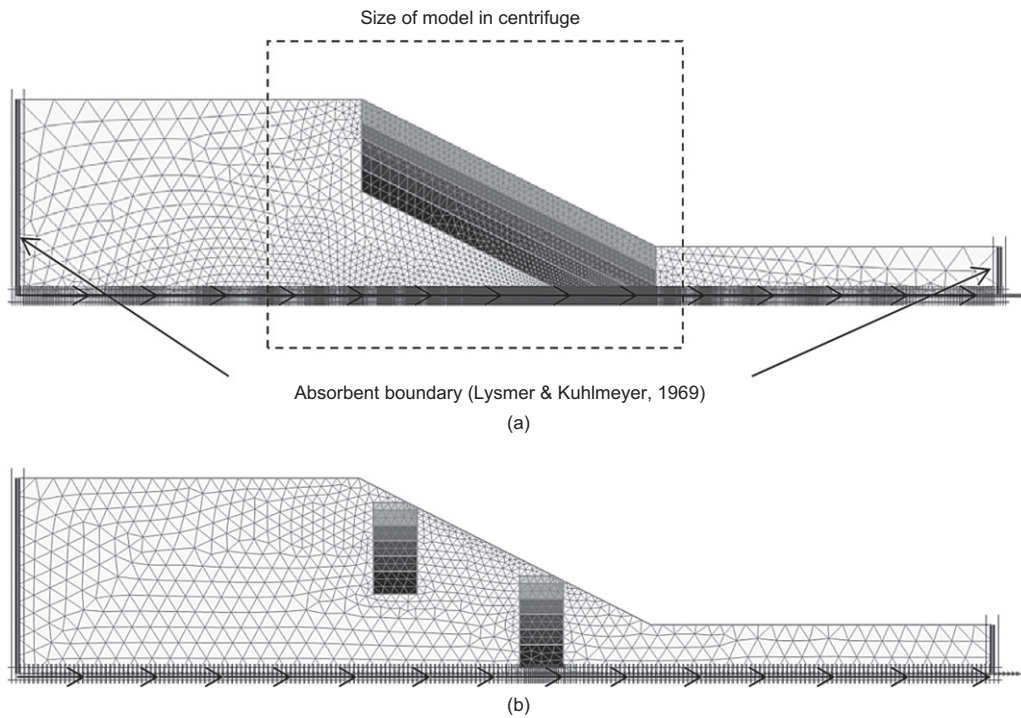 Size of model in centrifuge
Absorbent boundary (Lysmer & Kuhlmeyer, 1969)
(a)
(b)